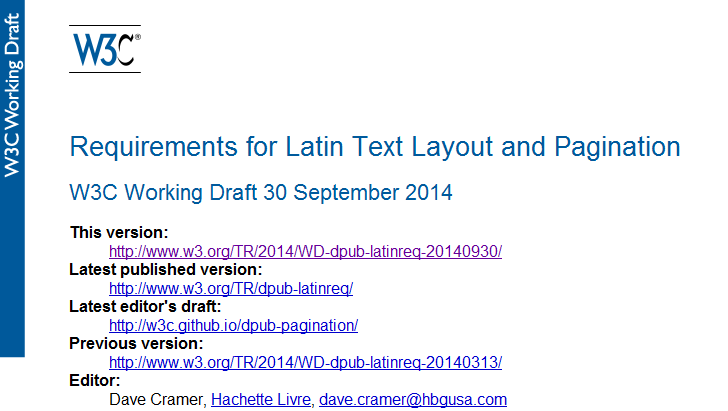 W3C Working Draft
W3C®
Requirements for Latin Text Layout and Pagination
W3C Working Draft 30 September 2014
This version:
http://www.w3.org/TR/2014/WD-dpub-latinreq-20140930/
Latest published version:
http://www.w3.org/TR/dpub-latinreq/
Latest editor's draft:
http://w3c.github.io/dpub-pagination/
Previous version:
http://www.w3.org/TR/2014/WD-dpub-latinreq-20140313/
Editor:
Dave Cramer, Hachette Livre, dave.cramer@hbgusa.com